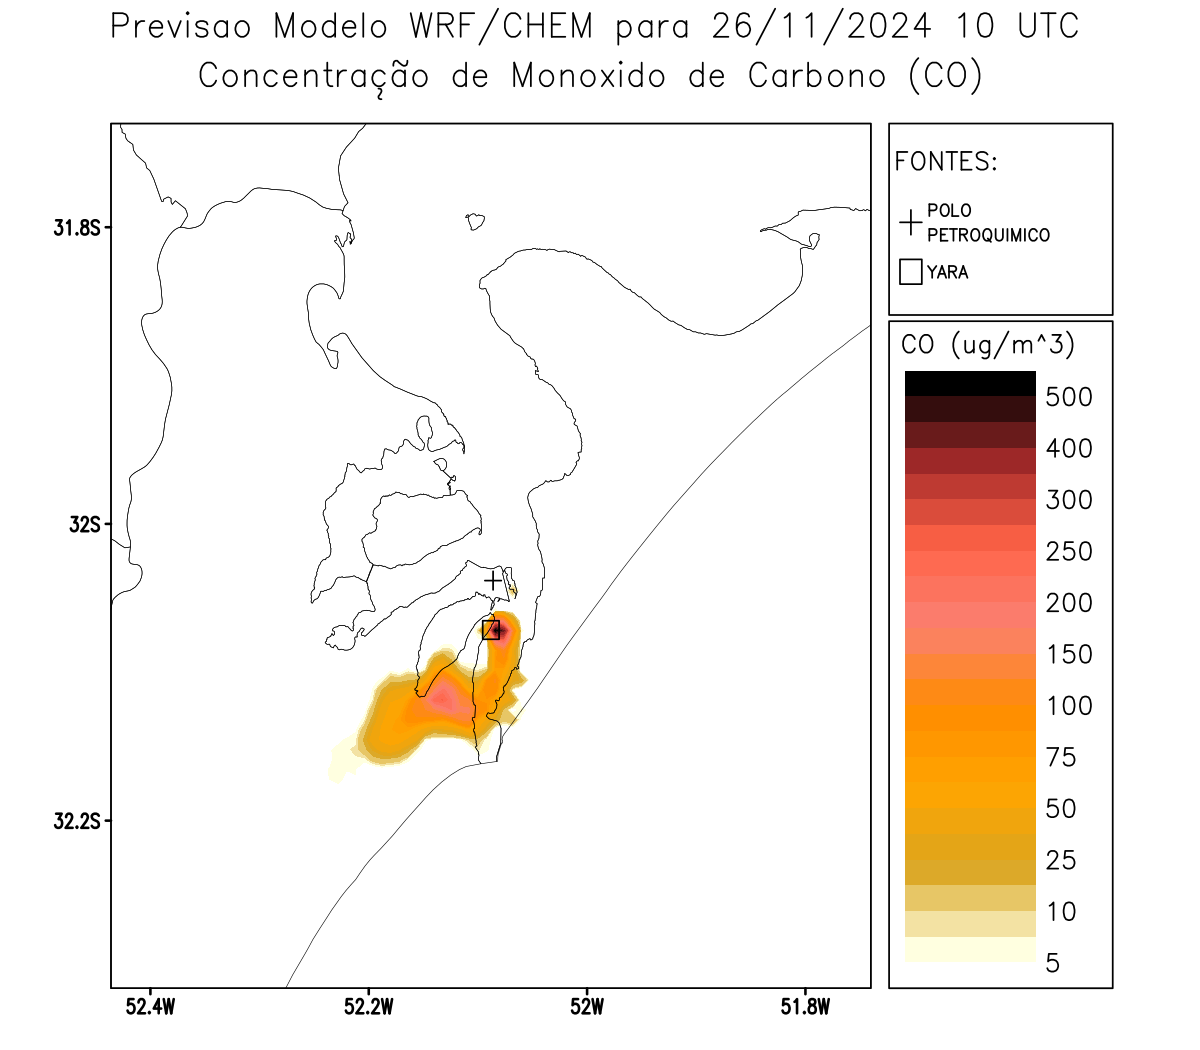 Previsao Modelo WRF/CHEM para 26/11/2024 10 UTC
Concentração de Monoxido de Carbono (CO)
FONTES:
POLO
PETROQUIMICO
YARA
CO (ug/m^3)
500
400
300
250
200
150
100
75
50
25
10
5
31.8S
32S
32.2S
52.4W
52.2W
52W
51.8W